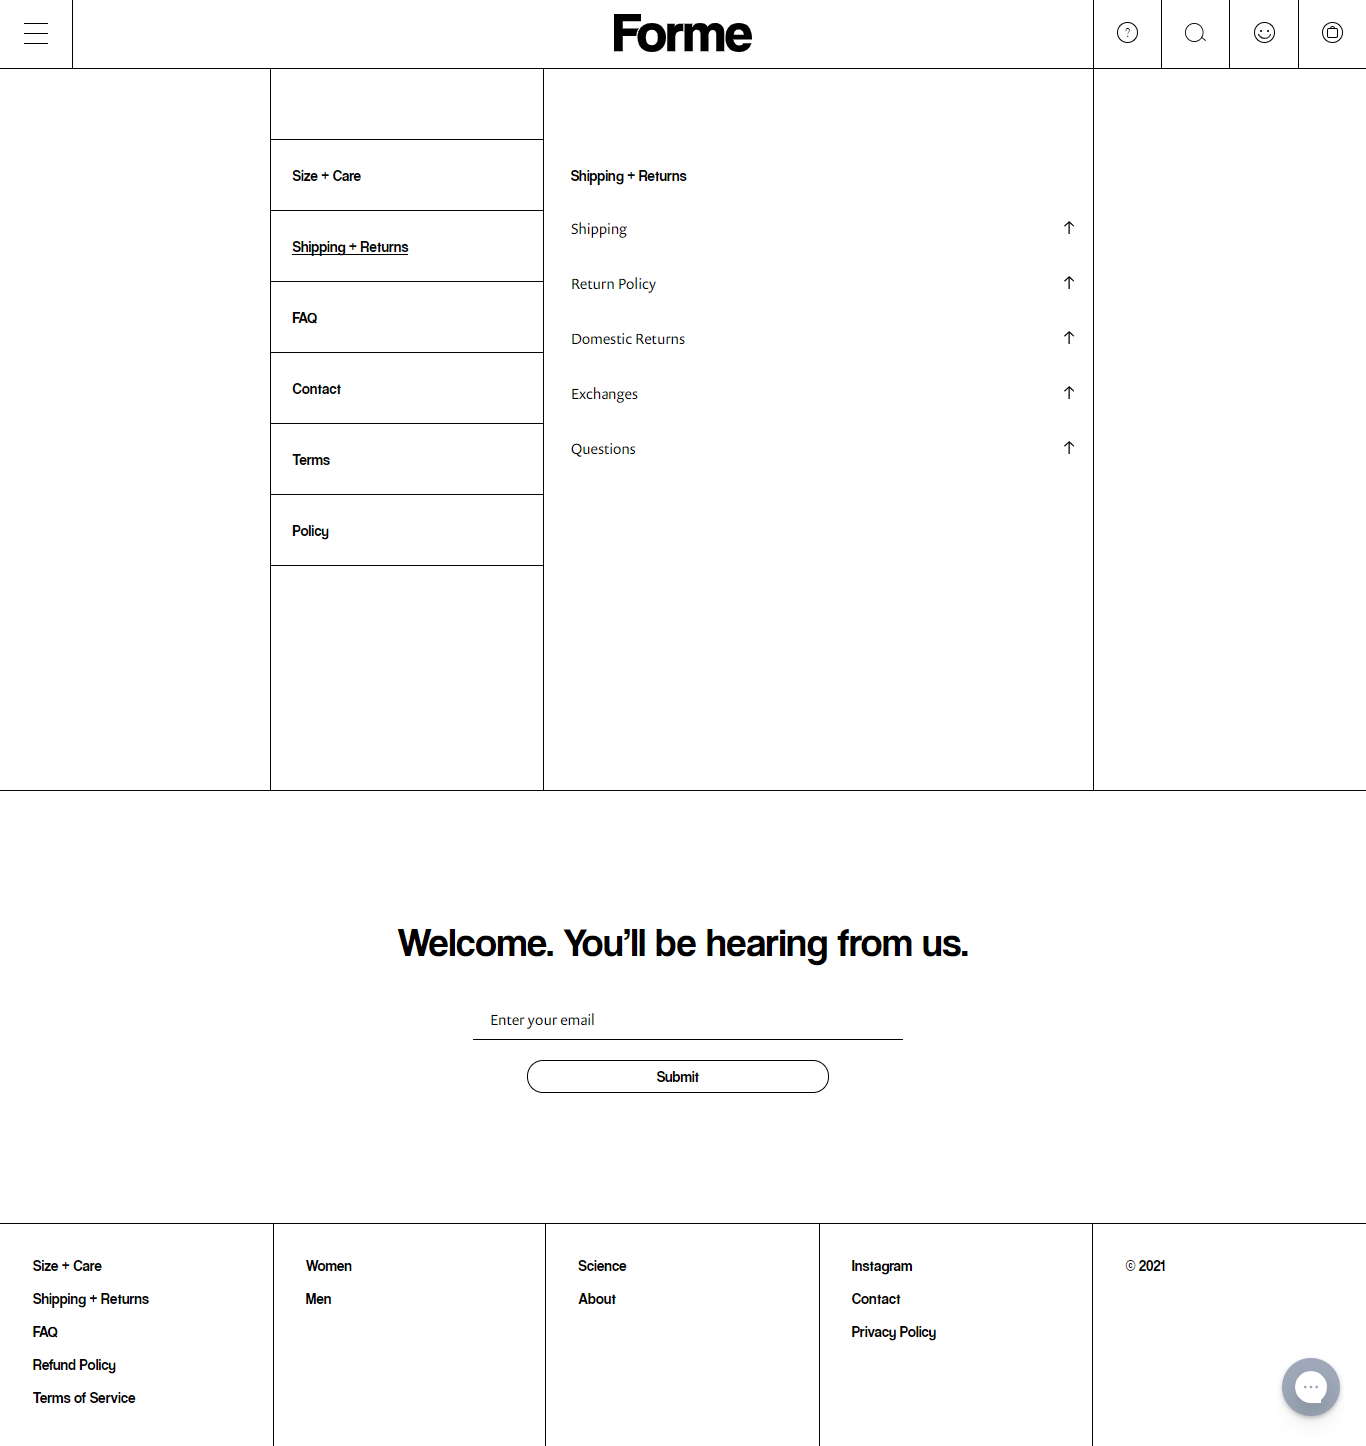 Forme
?
Size + Care
Shipping + Returns
FAQ
Contact
Terms
Policy
Shipping + Returns
Shipping
Return Policy
Domestic Returns
Exchanges
Questions
Welcome. You’ll be hearing from us.
Enter your email
Submit
Size + Care
Shipping + Returns
FAQ
Refund Policy
Terms of Service
Women
Men
Science
About
Instagram
Contact
Privacy Policy
© 2021